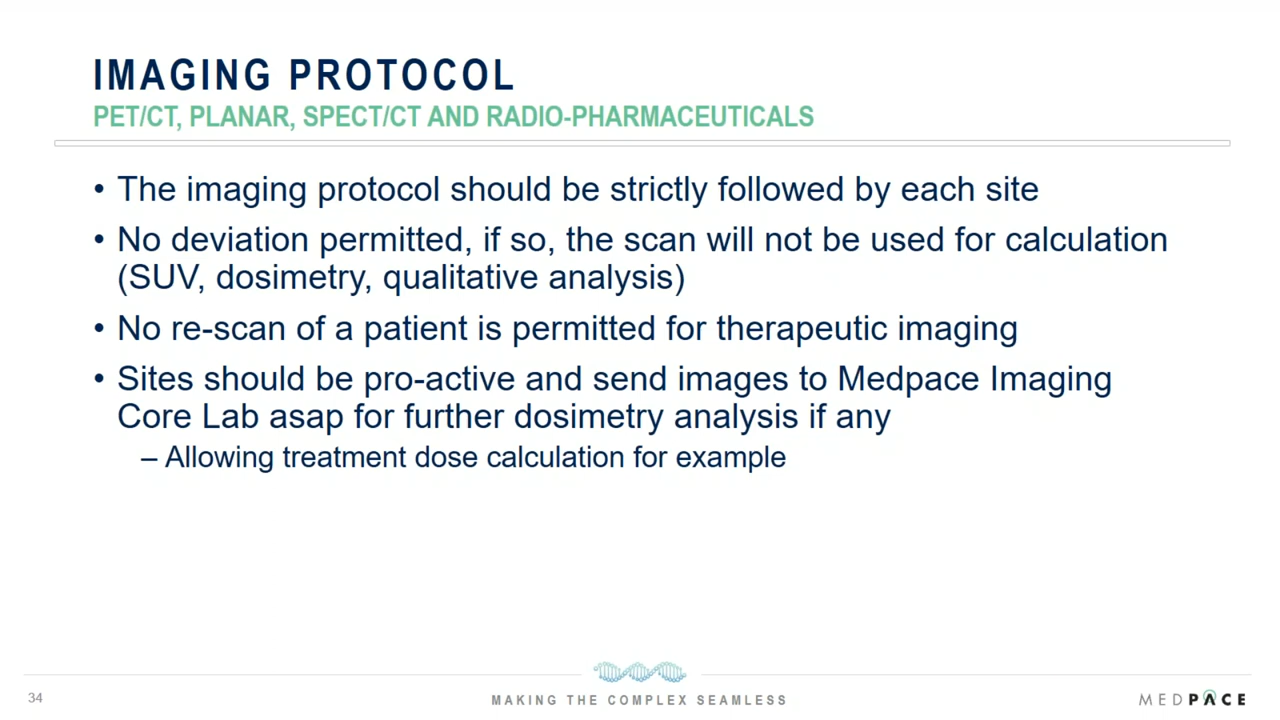 IMAGING PROTOCOL
PET/CT, PLANAR, SPECT/CT AND RADIO-PHARMACEUTICALS
• The imaging protocol should be strictly followed by each site
• No deviation permitted, if so, the scan will not be used for calculation
(SUV, dosimetry, qualitative analysis)
• No re-scan of a patient is permitted for therapeutic imaging
• Sites should be pro-active and send images to Medpace Imaging
Core Lab asap for further dosimetry analysis if any
– Allowing treatment dose calculation for example
34
MAKING THE COMPLEX SEAMLESS
MEDPACE